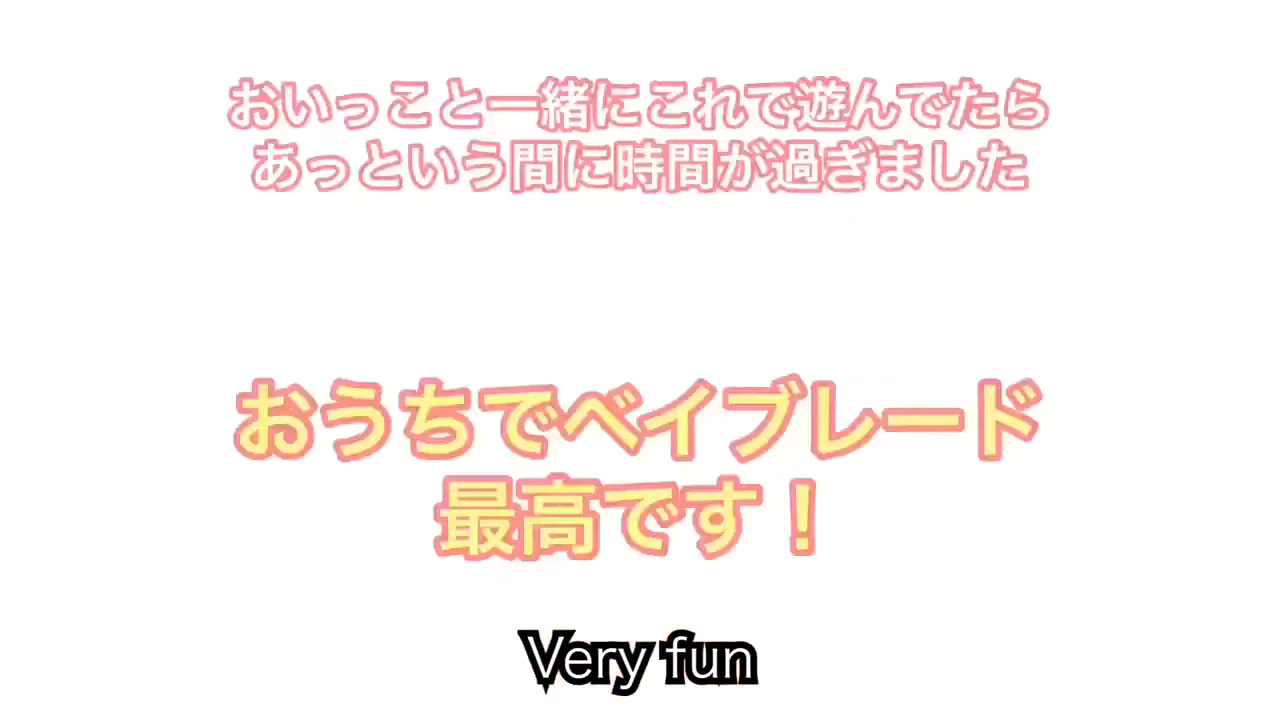 おいっこと一緒にこれで遊んでたら
あっという間に時間が過ぎました
おうちでベイブレード
最高です！
Very fun